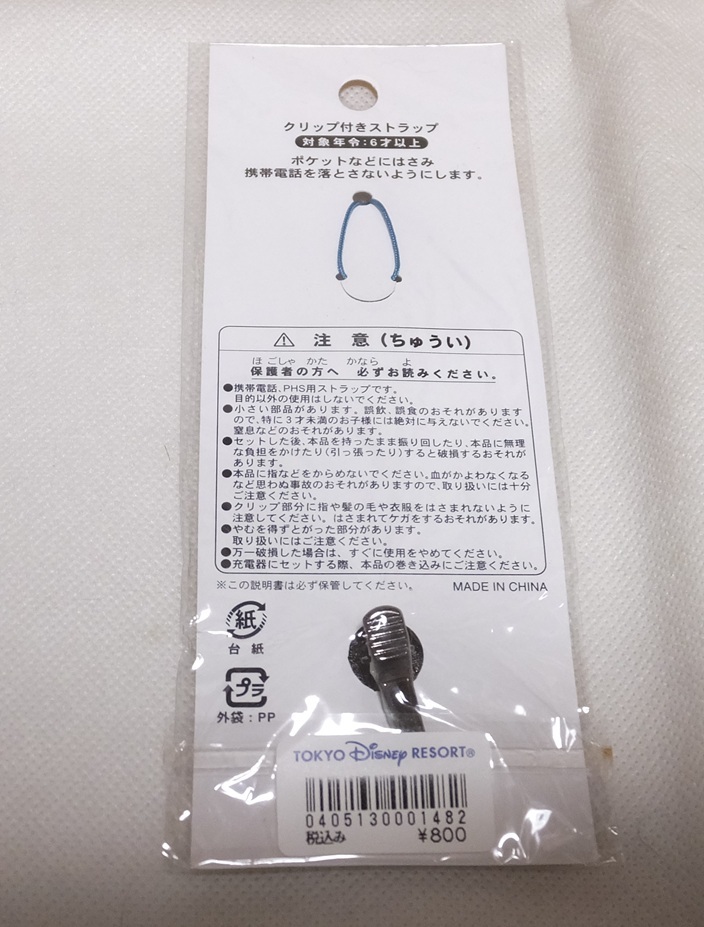 クリップ付きストラップ
対象年令:6才以上
ポケットなどにはさみ
携帯電話を落とさないようにします。
⚠ 注 意(ちゅうい)
ほごしゃ かた かなら よ
保護者の方へ 必ずお読みください。
●携帯電話、PHS用ストラップです。
目的以外の使用はしないでください。
●小さい部品があります。誤飲、誤食のおそれがあります
ので、特に3才未満のお子様には絶対に与えないでください。
窒息などのおそれがあります。
●セットした後、本品を持ったまま振り回したり、本品に無理
な負担をかけたり(引っ張ったり)すると破損するおそれが
あります。
●本品に指などをからめないでください。血がかよわなくなる
など思わぬ事故のおそれがありますので、取り扱いには十分
ご注意ください。
●クリップ部分に指や髪の毛や衣服をはさまれないように
注意してください。はさまれてケガをするおそれがあります。
●やむを得ずとがった部分があります。
取り扱いにはご注意ください。
●万一破損した場合は、すぐに使用をやめてください。
●充電器にセットする際、本品の巻き込みにご注意ください。
※この説明書は必ず保管してください。 MADE IN CHINA
紙
台紙
プラ
外袋:PP
TOKYO Disney RESORT®
0405130001482
税込み ¥800